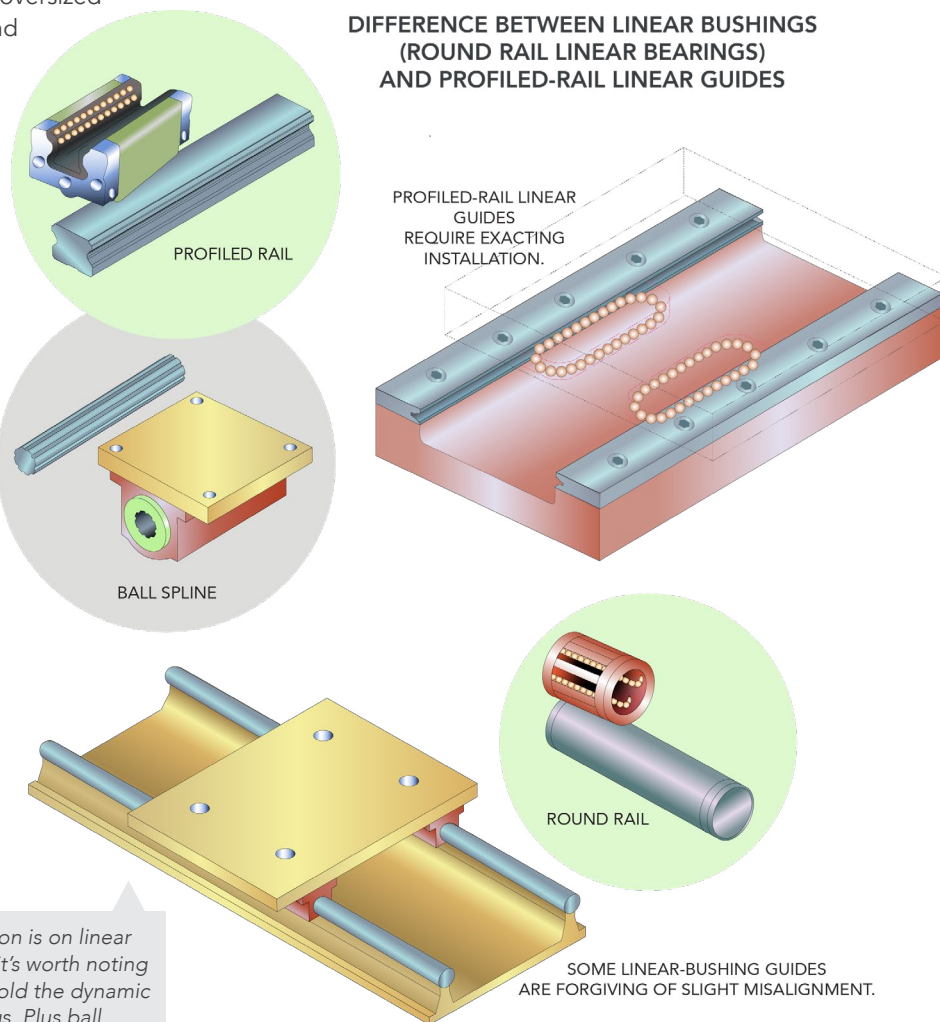 oversized
DIFFERENCE BETWEEN LINEAR BUSHINGS
(ROUND RAIL LINEAR BEARINGS)
AND PROFILED-RAIL LINEAR GUIDES
PROFILED RAIL
PROFILED-RAIL LINEAR
GUIDES
REQUIRE EXACTING
INSTALLATION.
BALL SPLINE
ROUND RAIL
on is on linear
it's worth noting
old the dynamic
Plus ball
SOME LINEAR-BUSHING GUIDES
ARE FORGIVING OF SLIGHT MISALIGNMENT.